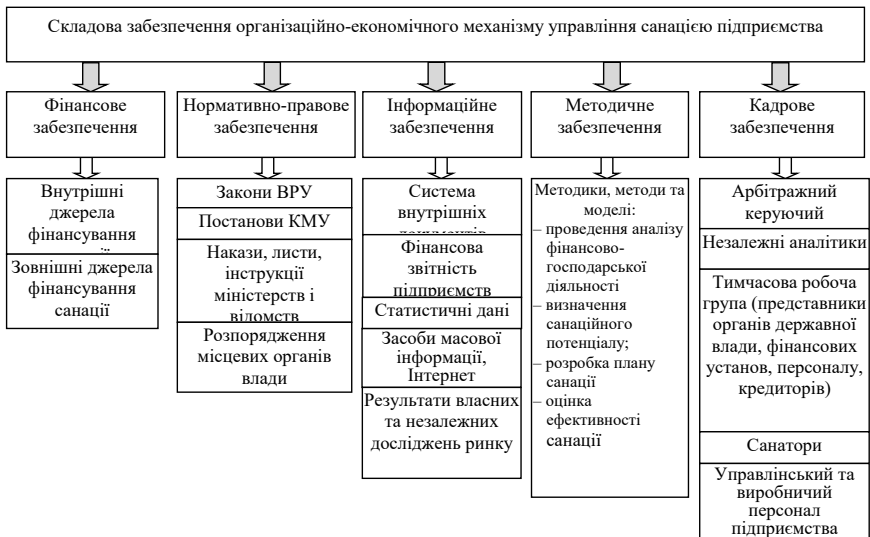 Складова забезпечення організаційно-економічного механізму управління санацією підприємства
Фінансове
забезпечення
Нормативно-правове
забезпечення
Інформаційне
забезпечення
Методичне
забезпечення
Кадрове
забезпечення
Внутрішні
джерела
фінансування
Зовнішні джерела
фінансування
санації
Закони ВРУ
Постанови КМУ
Накази, листи,
інструкції
міністерств і
відомств
Розпорядження
місцевих органів
влади
Система
внутрішніх
Фінансова
звітність
підприємств
Статистичні дані
Засоби масової
інформації,
Інтернет
Результати власних
та незалежних
досліджень ринку
Методики, методи та
моделі:
– проведення аналізу
фінансово-
господарської
діяльності
– визначення
санаційного
потенціалу;
– розробка плану
санації
– оцінка
ефективності
санації
Арбітражний
керуючий
Незалежні аналітики
Тимчасова робоча
група (представники
органів державної
влади, фінансових
установ, персоналу,
кредиторів)
Санатори
Управлінський та
виробничий
персонал
підприємства